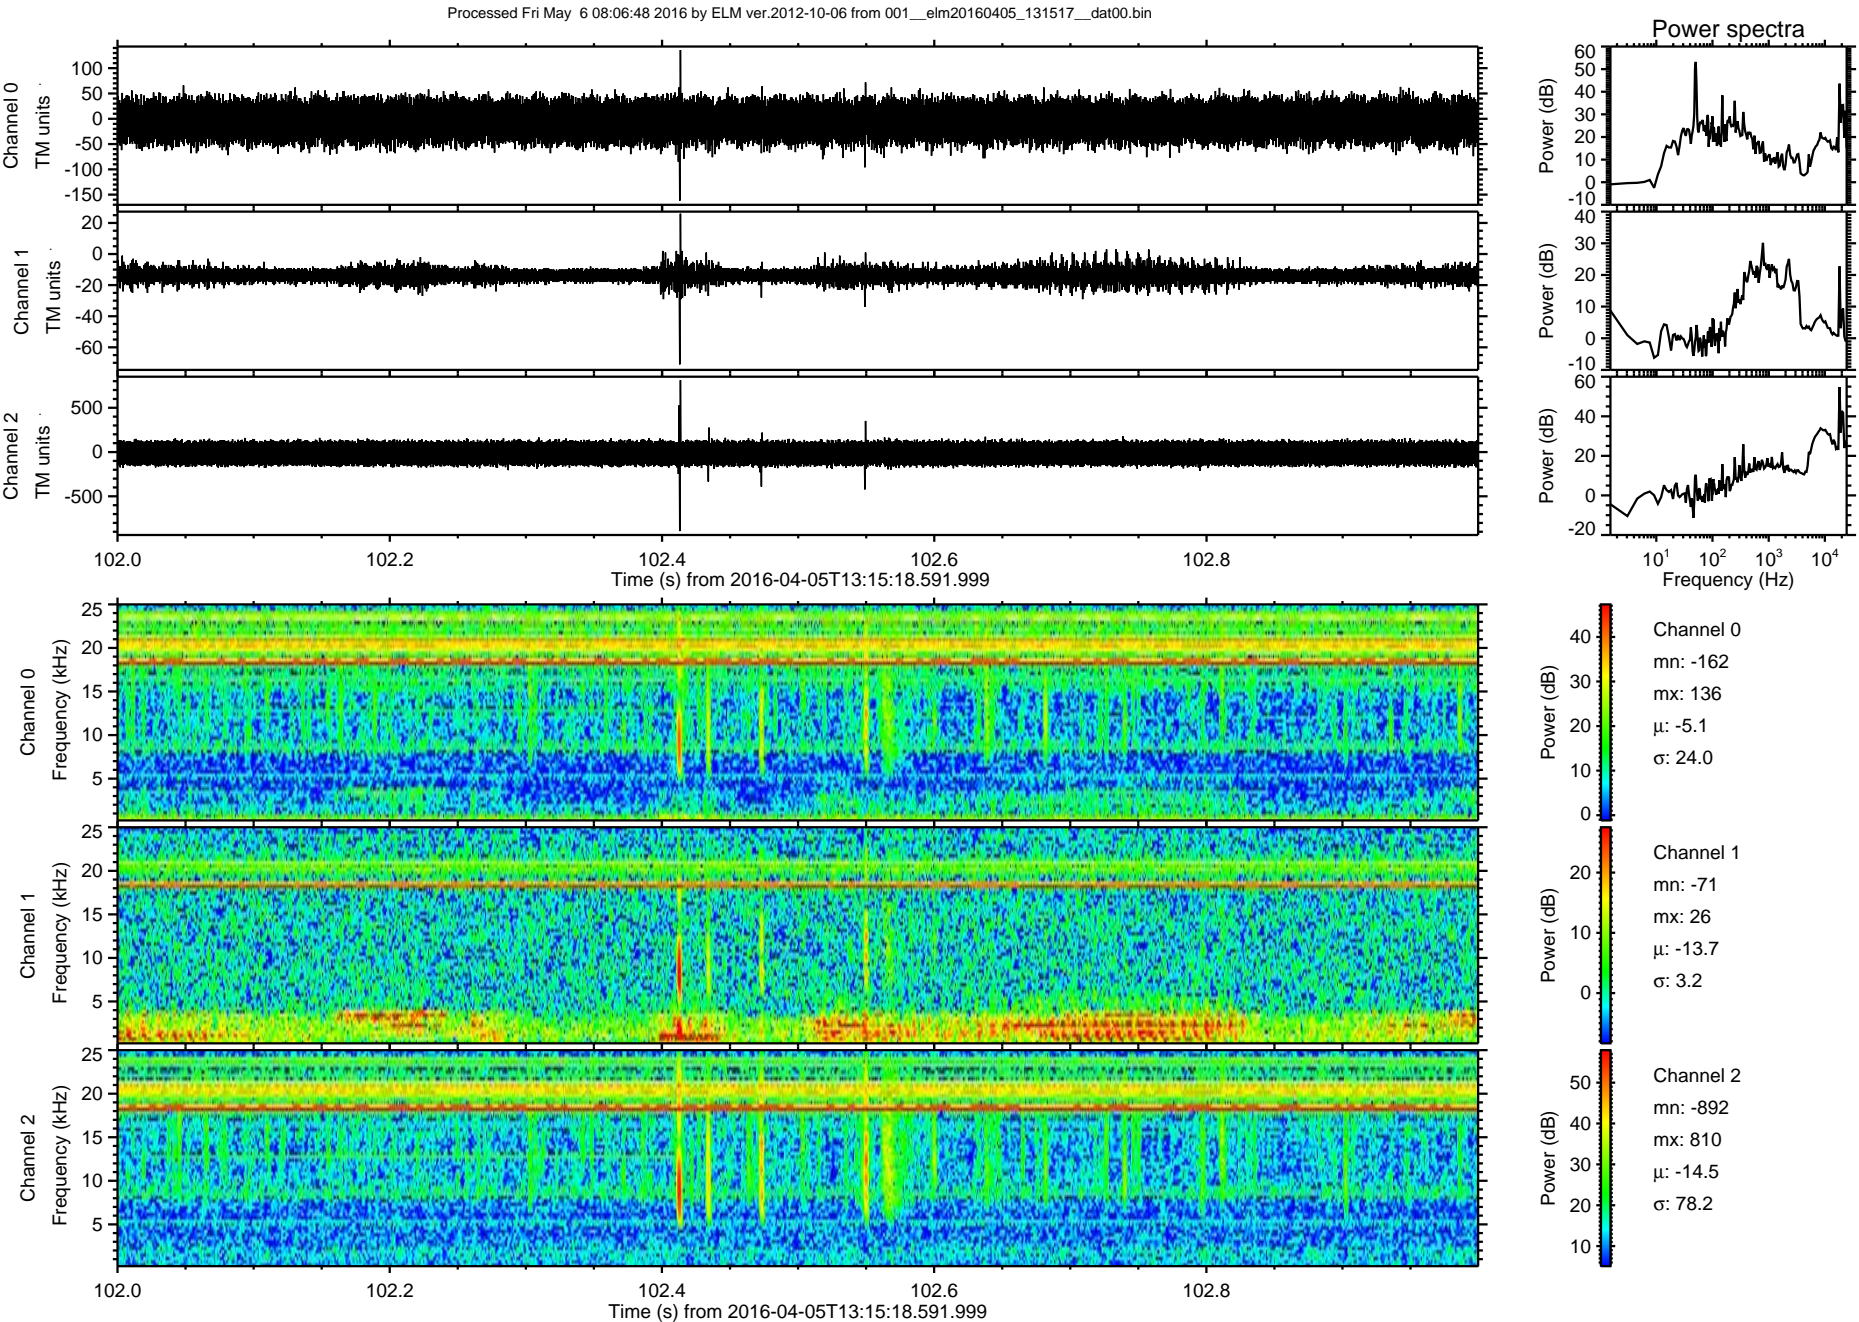 Processed Fri May  6 08:06:48 2016 by ELM ver.2012-10-06 from 001__elm20160405_131517__dat00.bin
Power spectra
Channel 0
TM units
100
50
0
-50
-100
-150
Power (dB)
60
50
40
30
20
10
0
-10
Channel 1
TM units
20
0
-20
-40
-60
Power (dB)
40
30
20
10
0
-10
Channel 2
TM units
500
0
-500
Power (dB)
60
40
20
0
-20
102.0 102.2 102.4 102.6 102.8
Time (s) from 2016-04-05T13:15:18.591.999
10^1 10^2 10^3 10^4
Frequency (Hz)
Channel 0
Frequency (kHz)
25
20
15
10
5
Power (dB)
40
30
20
10
0
Channel 0
mn: -162
mx: 136
μ: -5.1
σ: 24.0
Channel 1
Frequency (kHz)
25
20
15
10
5
Power (dB)
20
10
0
Channel 1
mn: -71
mx: 26
μ: -13.7
σ: 3.2
Channel 2
Frequency (kHz)
25
20
15
10
5
Power (dB)
50
40
30
20
10
Channel 2
mn: -892
mx: 810
μ: -14.5
σ: 78.2
102.0 102.2 102.4 102.6 102.8
Time (s) from 2016-04-05T13:15:18.591.999